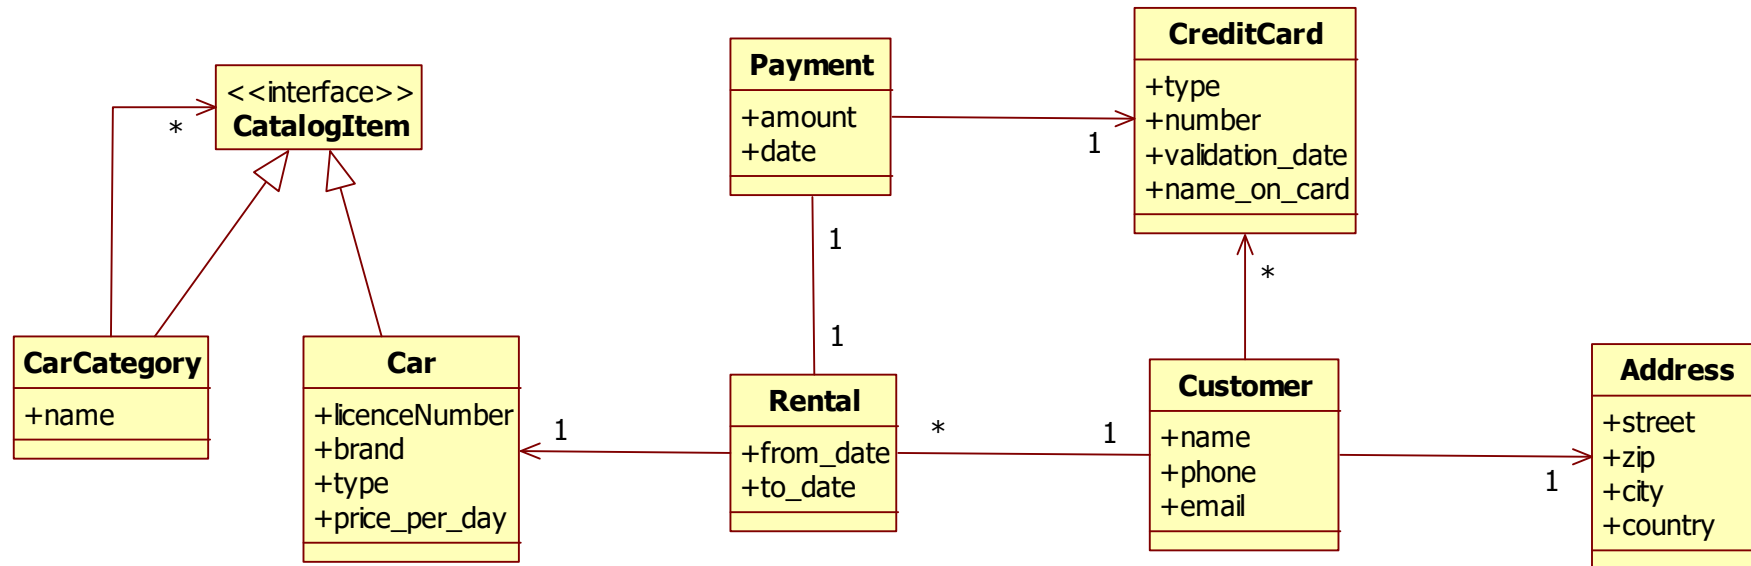 <<interface>>
CatalogItem
*
Payment
+amount
+date
1
CreditCard
+type
+number
+validation_date
+name_on_card
1
1
*
CarCategory
+name
Car
+licenceNumber
+brand
+type
+price_per_day
1
Rental
+from_date
+to_date
*
1
Customer
+name
+phone
+email
1
Address
+street
+zip
+city
+country